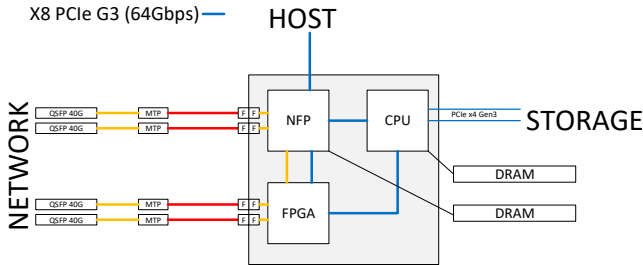 X8 PCIe G3 (64Gbps)
HOST
NETWORK
QSFP 40G MTP F F
QSFP 40G MTP F F
NFP
CPU
PCIe x4 Gen3
STORAGE
DRAM
QSFP 40G MTP F F
QSFP 40G MTP F F
FPGA
DRAM